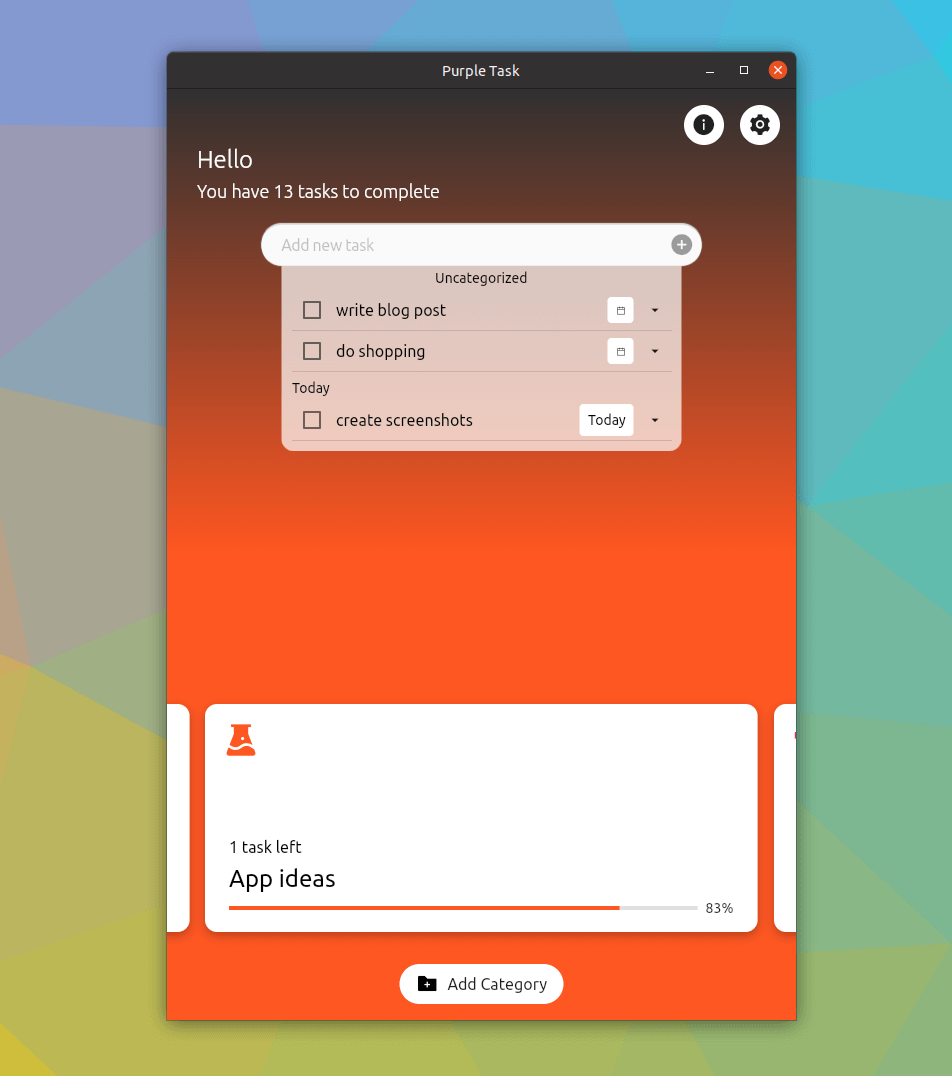 Purple Task
Hello
You have 13 tasks to complete
Add new task
Uncategorized
write blog post
do shopping
Today
create screenshots Today
1 task left
App ideas
83%
Add Category